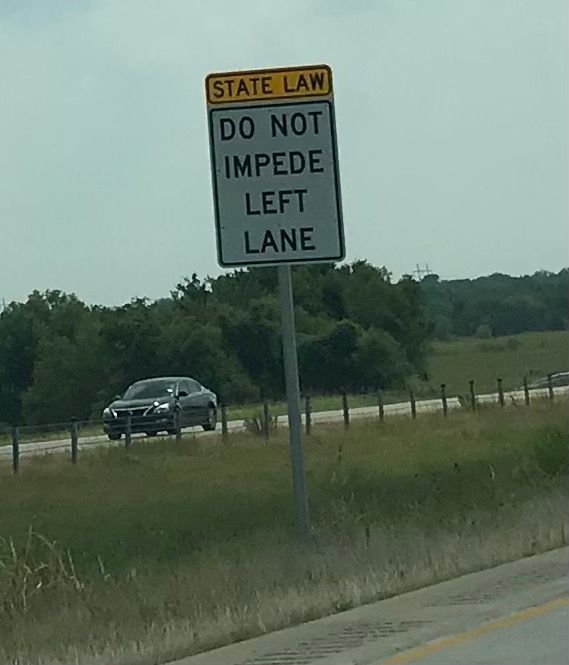 STATE LAW
DO NOT
IMPEDE
LEFT
LANE